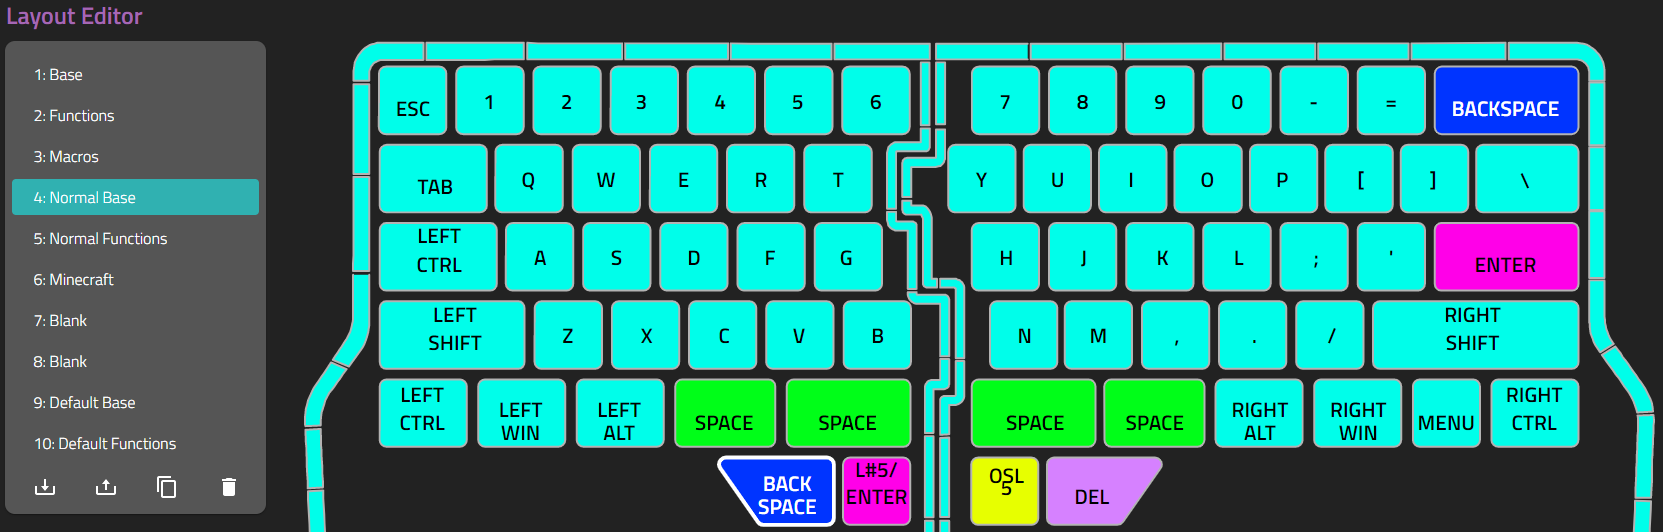 Layout Editor
1: Base
2: Functions
3: Macros
4: Normal Base
5: Normal Functions
6: Minecraft
7: Blank
8: Blank
9: Default Base
10: Default Functions
ESC 1 2 3 4 5 6 7 8 9 0 - = BACKSPACE
TAB Q W E R T Y U I O P [ ] \
LEFT
CTRL A S D F G H J K L ; ' ENTER
LEFT
SHIFT Z X C V B N M , . / RIGHT
SHIFT
LEFT
CTRL
LEFT
WIN
LEFT
ALT
SPACE
SPACE
SPACE
SPACE
RIGHT
ALT
RIGHT
WIN
MENU
RIGHT
CTRL
BACK
SPACE
L#5/
ENTER
OSL
5
DEL